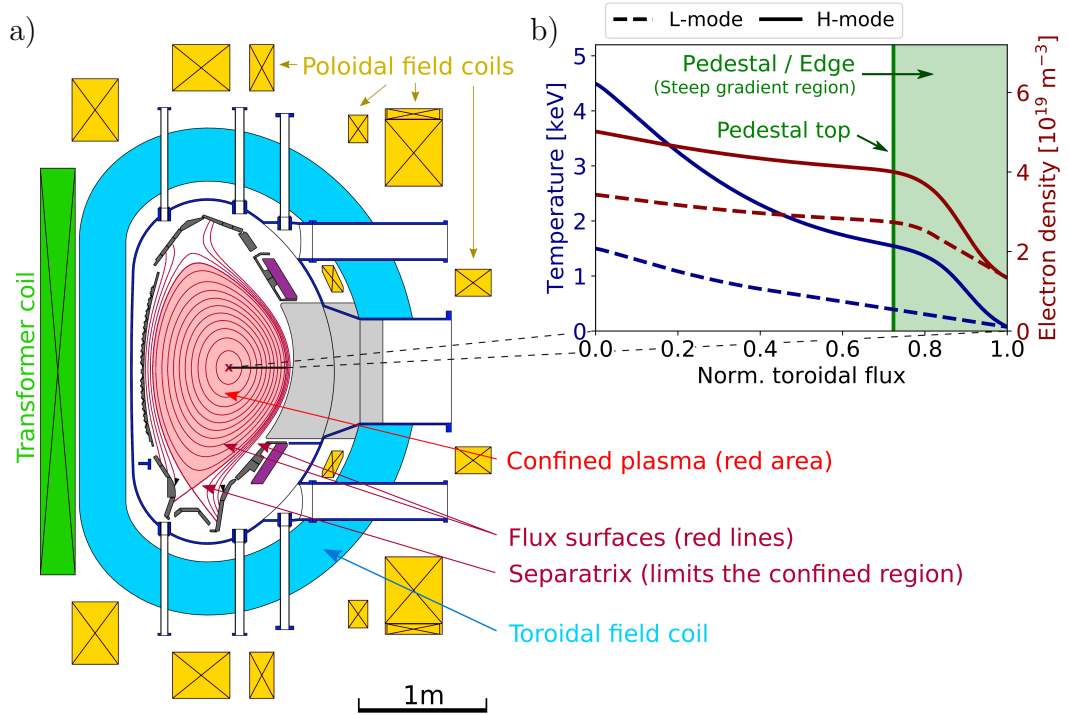 a)
Poloidal field coils
Transformer coil
Confined plasma (red area)
Flux surfaces (red lines)
Separatrix (limits the confined region)
Toroidal field coil
1m
b)
L-mode
H-mode
Pedestal / Edge
(Steep gradient region)
Pedestal top
Temperature [keV]
5
4
3
2
1
0
Electron density [10¹⁹ m⁻³]
6
4
2
0
0.0 0.2 0.4 0.6 0.8 1.0
Norm. toroidal flux